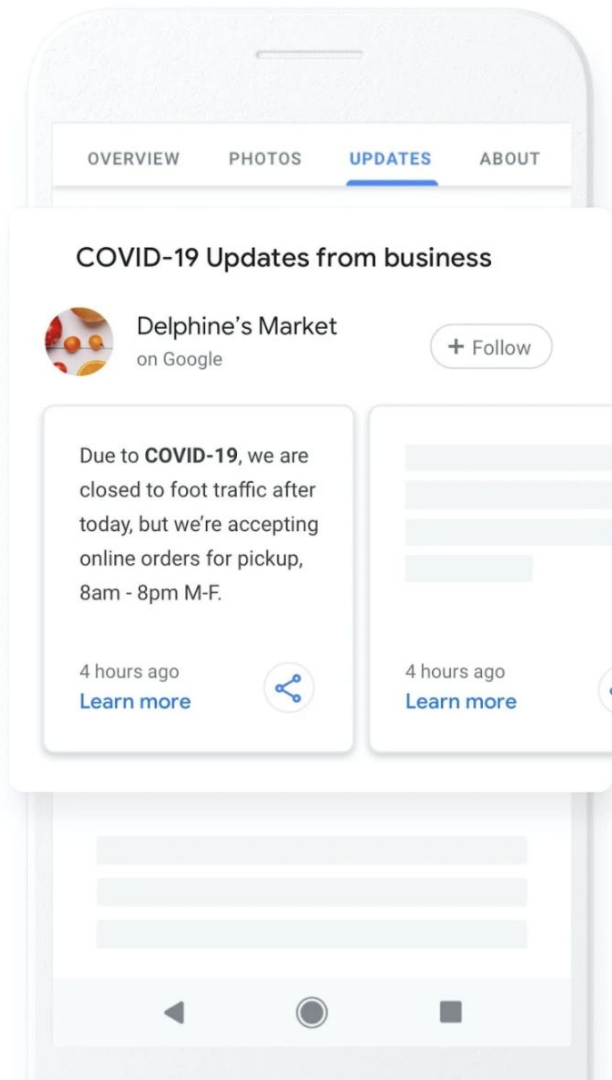 OVERVIEW PHOTOS UPDATES ABOUT
COVID-19 Updates from business
Delphine’s Market
on Google
+ Follow
Due to COVID-19, we are
closed to foot traffic after
today, but we’re accepting
online orders for pickup,
8am - 8pm M-F.
4 hours ago
Learn more
4 hours ago
Learn more